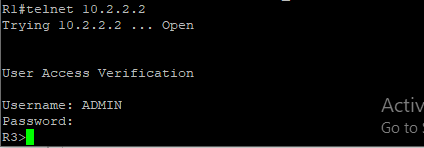 R1#telnet 10.2.2.2
Trying 10.2.2.2 ... Open
User Access Verification
Username: ADMIN
Password:
R3>
Activ
Go to S